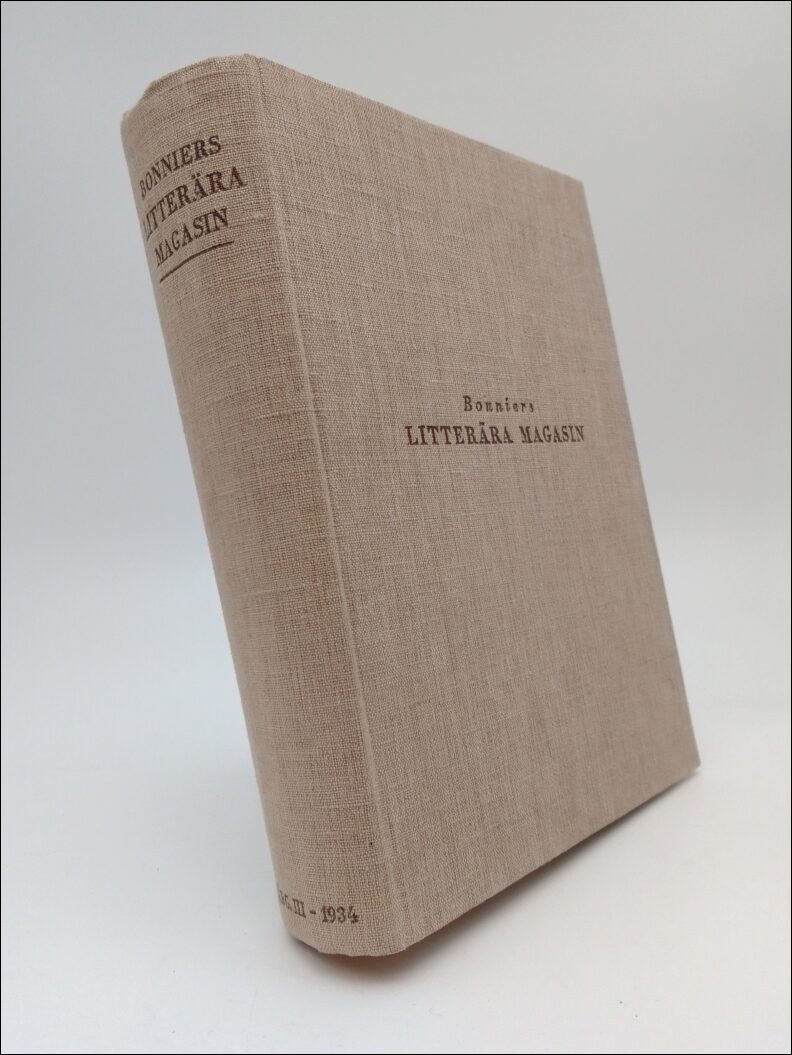 BONNIERS
LITTERÄRA
MAGASIN
Bonniers
LITTERÄRA MAGASIN
III - 1934